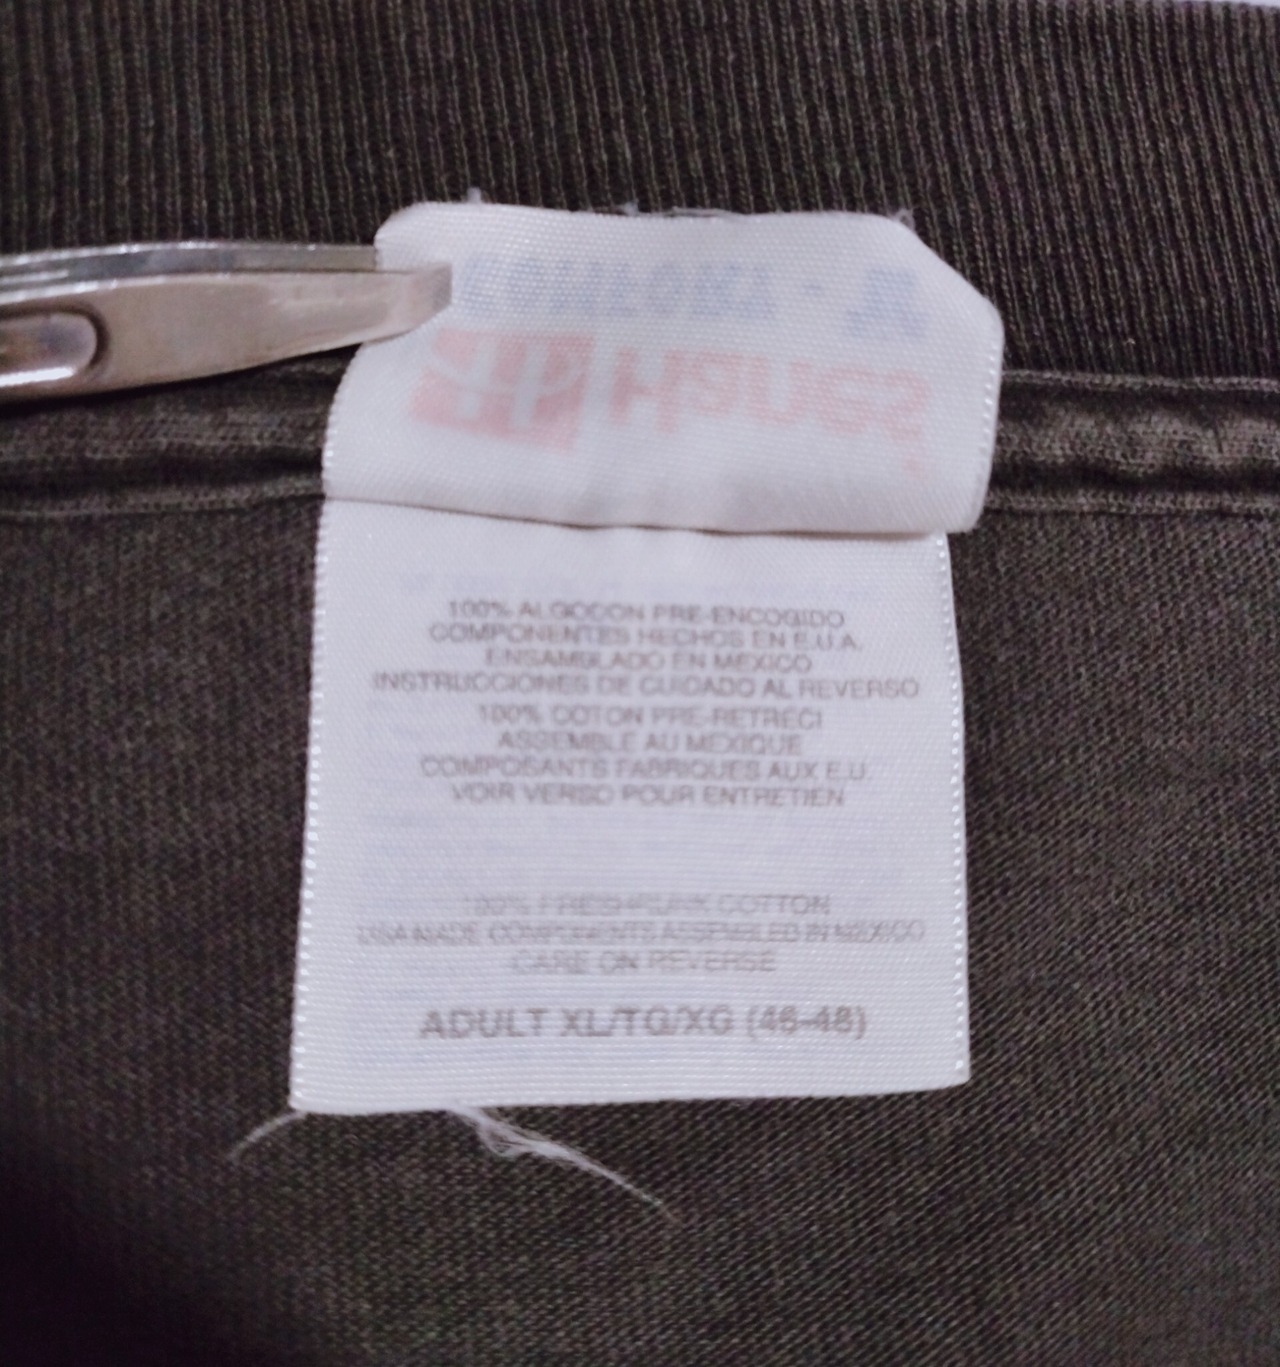 Hanes
100% ALGODON PRE-ENCOGIDO
COMPONENTES HECHOS EN E.U.A.
ENSAMBLADO EN MEXICO
INSTRUCCIONES DE CUIDADO AL REVERSO
100% COTON PRE-RETRECI
ASSEMBLE AU MEXIQUE
COMPOSANTS FABRIQUES AUX E.U.
VOIR VERSO POUR ENTRETIEN
100% PRESHRUNK COTTON
USA MADE COMPONENTS ASSEMBLED IN MEXICO
CARE ON REVERSE
ADULT XL/TG/XG (46-48)